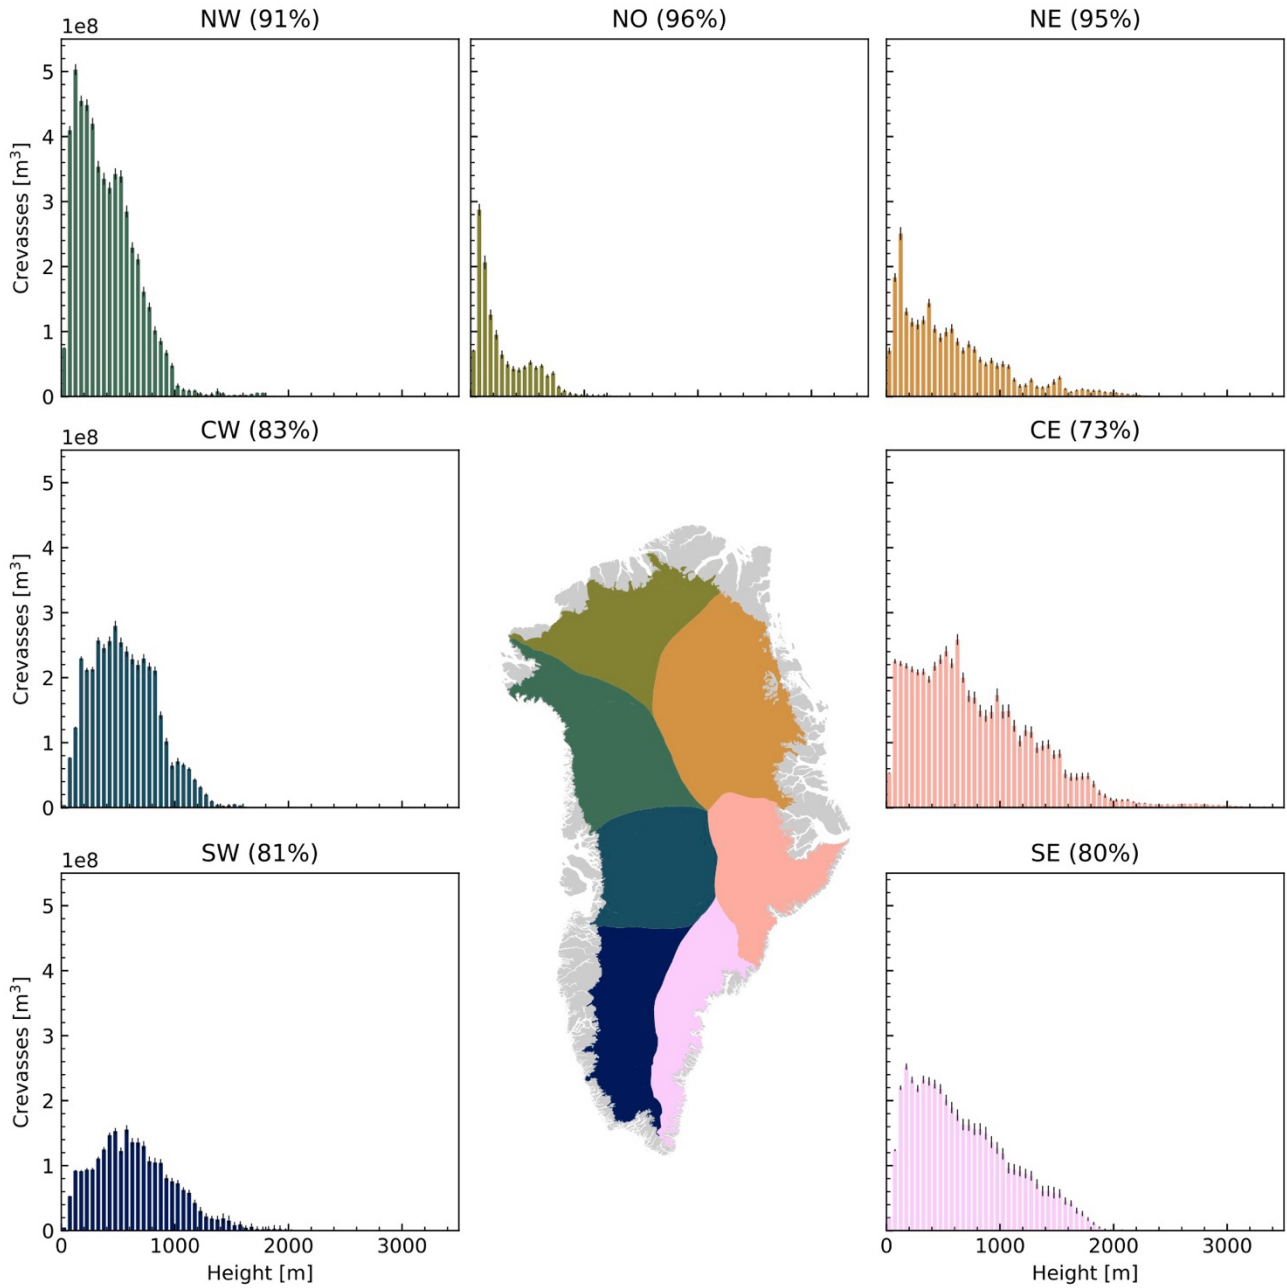 NW (91%)
NO (96%)
NE (95%)
1e8
5
4
3
2
1
0
Crevasses [m³]
CW (83%)
CE (73%)
1e8
5
4
3
2
1
0
Crevasses [m³]
SW (81%)
SE (80%)
1e8
5
4
3
2
1
0
Crevasses [m³]
0 1000 2000 3000
Height [m]
0 1000 2000 3000
Height [m]